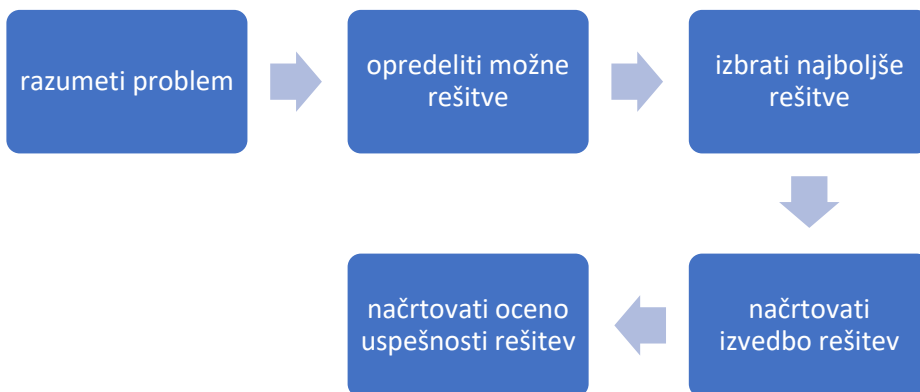 razumeti problem
opredeliti možne
rešitve
izbrati najboljše
rešitve
načrtovati
izvedbo rešitev
načrtovati oceno
uspešnosti rešitev